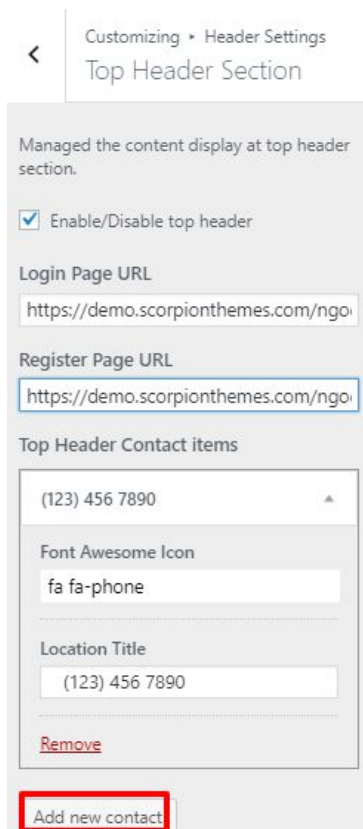 Customizing ▸ Header Settings
Top Header Section
Managed the content display at top header
section.
Enable/Disable top header
Login Page URL
https://demo.scorpionthemes.com/ngo
Register Page URL
https://demo.scorpionthemes.com/ngo
Top Header Contact items
(123) 456 7890
Font Awesome Icon
fa fa-phone
Location Title
(123) 456 7890
Remove
Add new contact